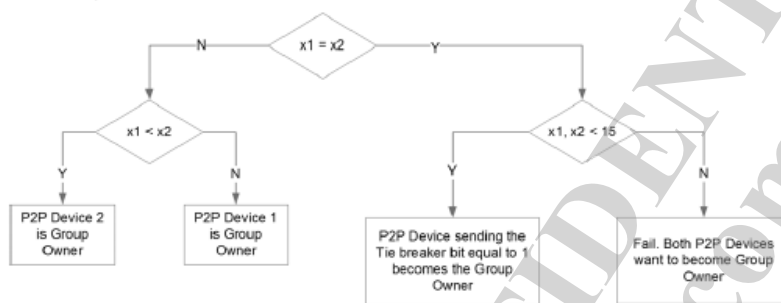 x1 = x2
N
Y
x1 < x2
x1, x2 < 15
Y
N
Y
N
P2P Device 2
is Group
Owner
P2P Device 1
is Group
Owner
P2P Device sending the
Tie breaker bit equal to 1
becomes the Group
Owner
Fail. Both P2P Devices
want to become Group
Owner